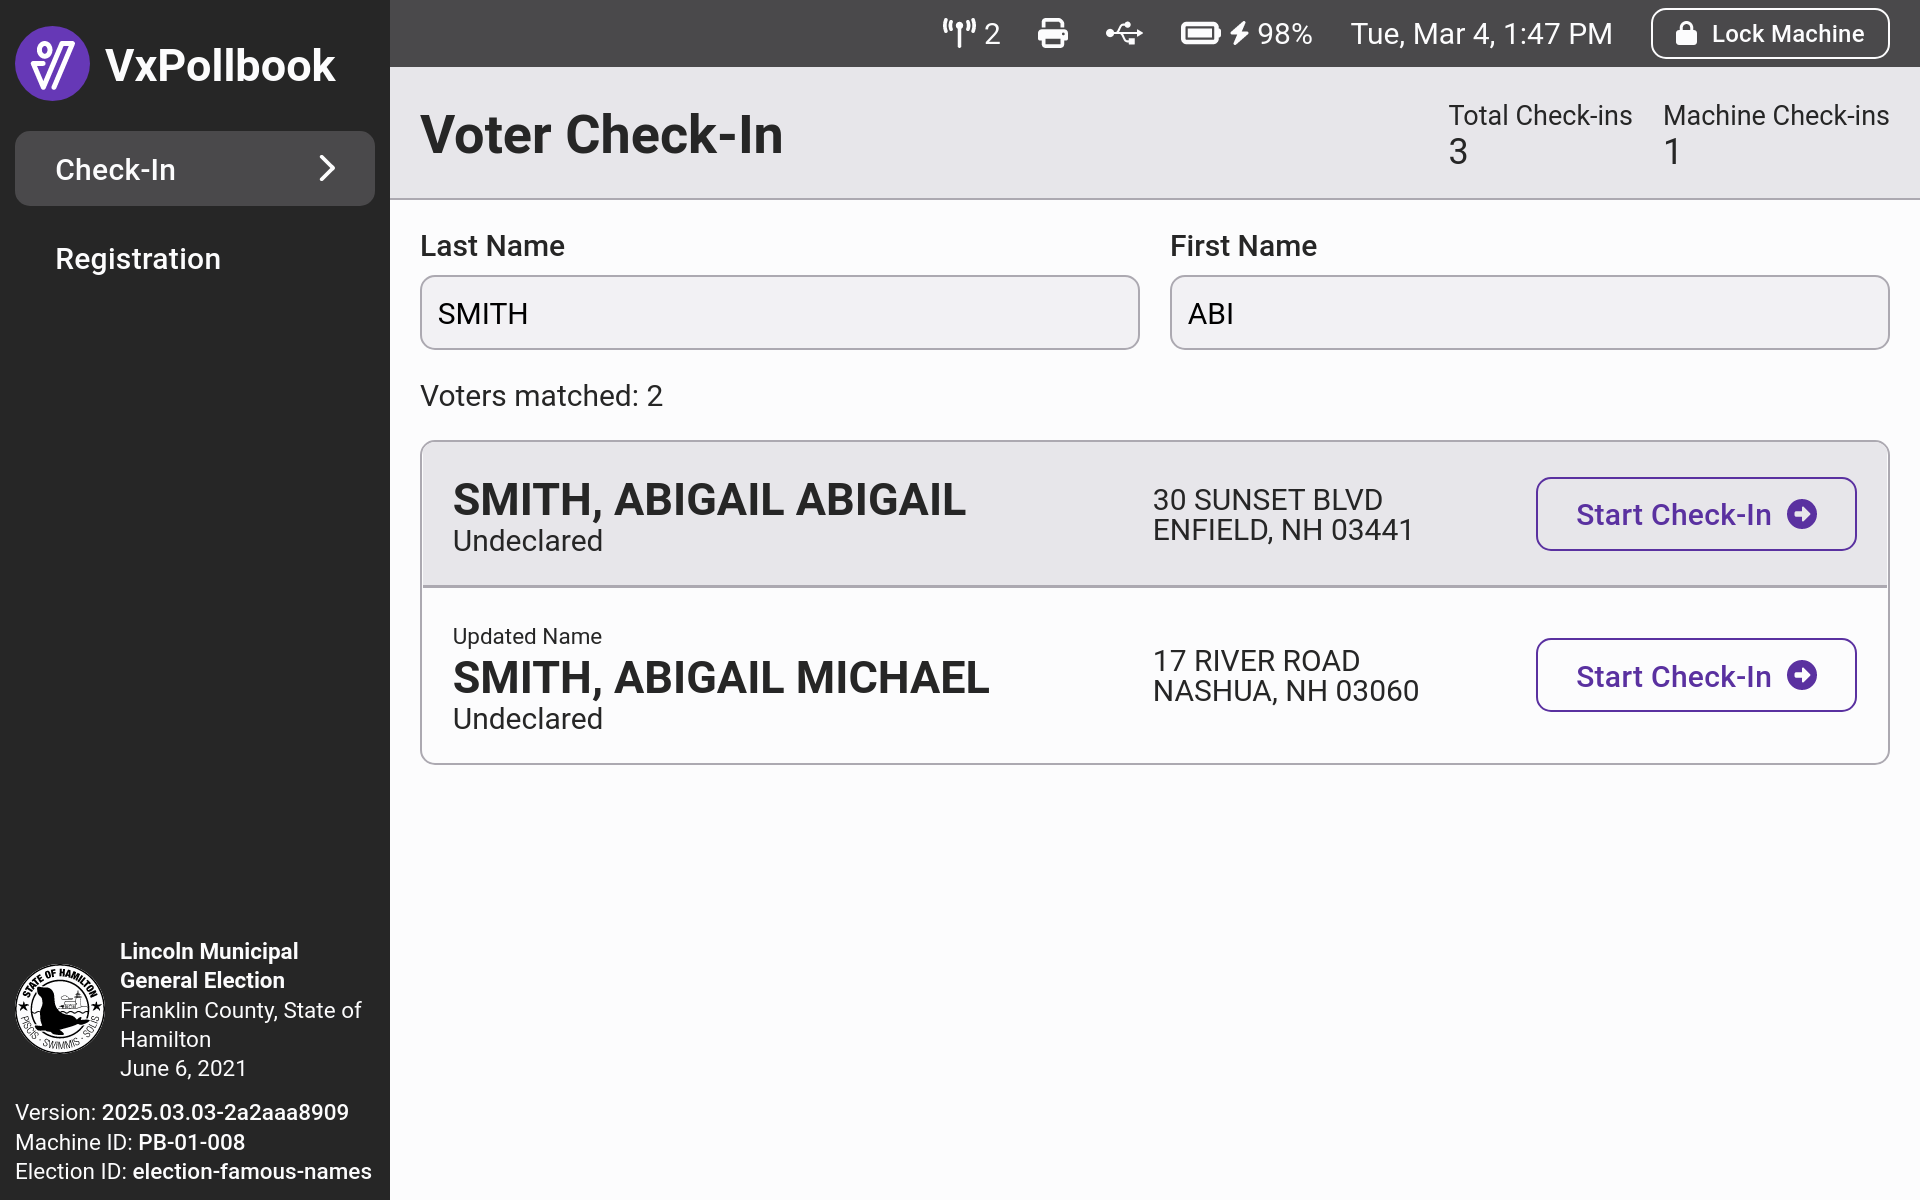 VxPollbook
Check-In
Registration
STATE OF HAMILTON
PISCIS · SWIMMIS · SOLIS
Lincoln Municipal
General Election
Franklin County, State of
Hamilton
June 6, 2021
Version: 2025.03.03-2a2aaa8909
Machine ID: PB-01-008
Election ID: election-famous-names
2
98%
Tue, Mar 4, 1:47 PM
Lock Machine
Voter Check-In
Total Check-ins
3
Machine Check-ins
1
Last Name
First Name
SMITH
ABI
Voters matched: 2
SMITH, ABIGAIL ABIGAIL
Undeclared
30 SUNSET BLVD
ENFIELD, NH 03441
Start Check-In
Updated Name
SMITH, ABIGAIL MICHAEL
Undeclared
17 RIVER ROAD
NASHUA, NH 03060
Start Check-In